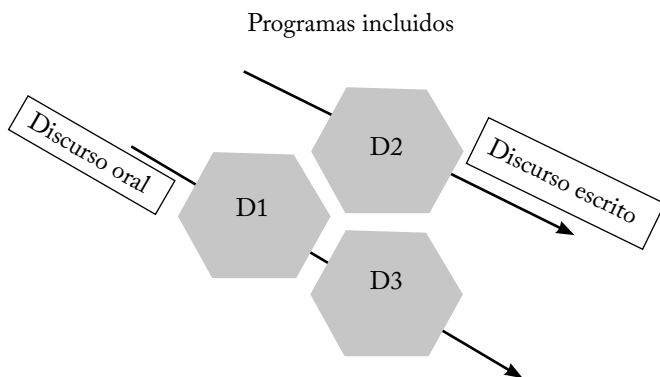 Programas incluidos
Discurso oral
D1
D2
D3
Discurso escrito